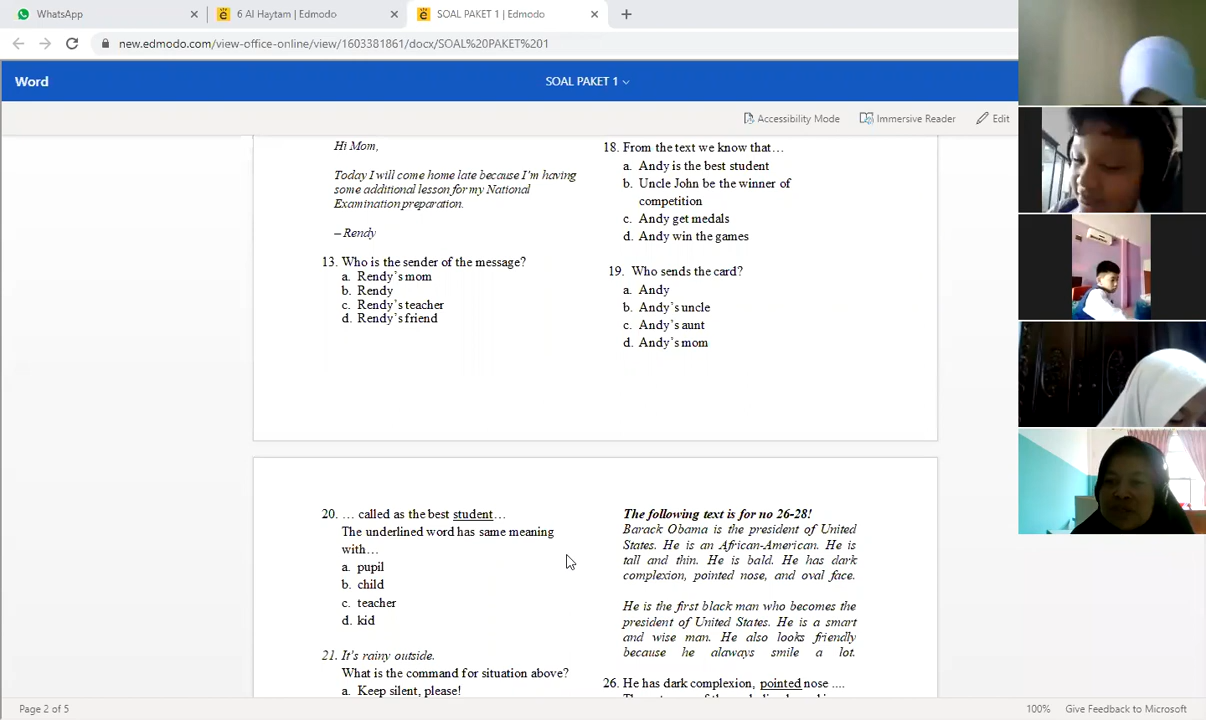 WhatsApp
6 Al Haytam | Edmodo
SOAL PAKET 1 | Edmodo
new.edmodo.com/view-office-online/view/1603381861/docx/SOAL%20PAKET%201
Word
SOAL PAKET 1
Accessibility Mode
Immersive Reader
Edit
Hi Mom,
Today I will come home late because I'm having
some additional lesson for my National
Examination preparation.
– Rendy
13. Who is the sender of the message?
a. Rendy's mom
b. Rendy
c. Rendy's teacher
d. Rendy's friend
18. From the text we know that…
a. Andy is the best student
b. Uncle John be the winner of
competition
c. Andy get medals
d. Andy win the games
19. Who sends the card?
a. Andy
b. Andy's uncle
c. Andy's aunt
d. Andy's mom
20. … called as the best student…
The underlined word has same meaning
with…
a. pupil
b. child
c. teacher
d. kid
21. It's rainy outside.
What is the command for situation above?
a. Keep silent, please!
The following text is for no 26-28!
Barack Obama is the president of United
States. He is an African-American. He is
tall and thin. He is bald. He has dark
complexion, pointed nose, and oval face.
He is the first black man who becomes the
president of United States. He is a smart
and wise man. He also looks friendly
because he alaways smile a lot.
26. He has dark complexion, pointed nose ....
Page 2 of 5
100%
Give Feedback to Microsoft